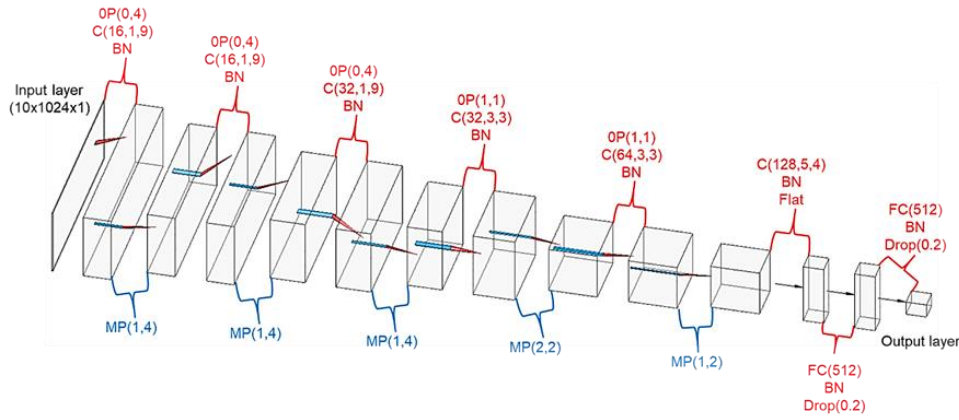 0P(0,4)
C(16,1,9)
BN
Input layer
(10x1024x1)
0P(0,4)
C(16,1,9)
BN
0P(0,4)
C(32,1,9)
BN
0P(1,1)
C(32,3,3)
BN
0P(1,1)
C(64,3,3)
BN
C(128,5,4)
BN
Flat
FC(512)
BN
Drop(0.2)
MP(1,4)
MP(1,4)
MP(1,4)
MP(2,2)
MP(1,2)
Output layer
FC(512)
BN
Drop(0.2)